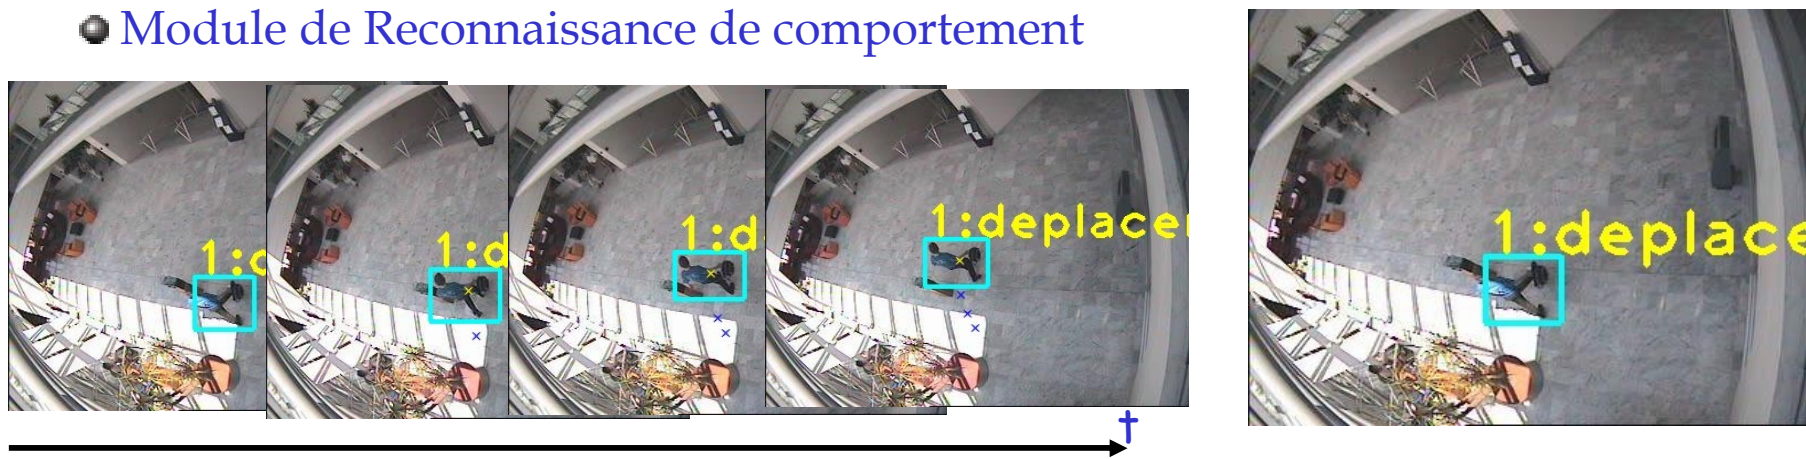 Module de Reconnaissance de comportement
1:d
1:d
1:d
1:deplace
1:deplace
t